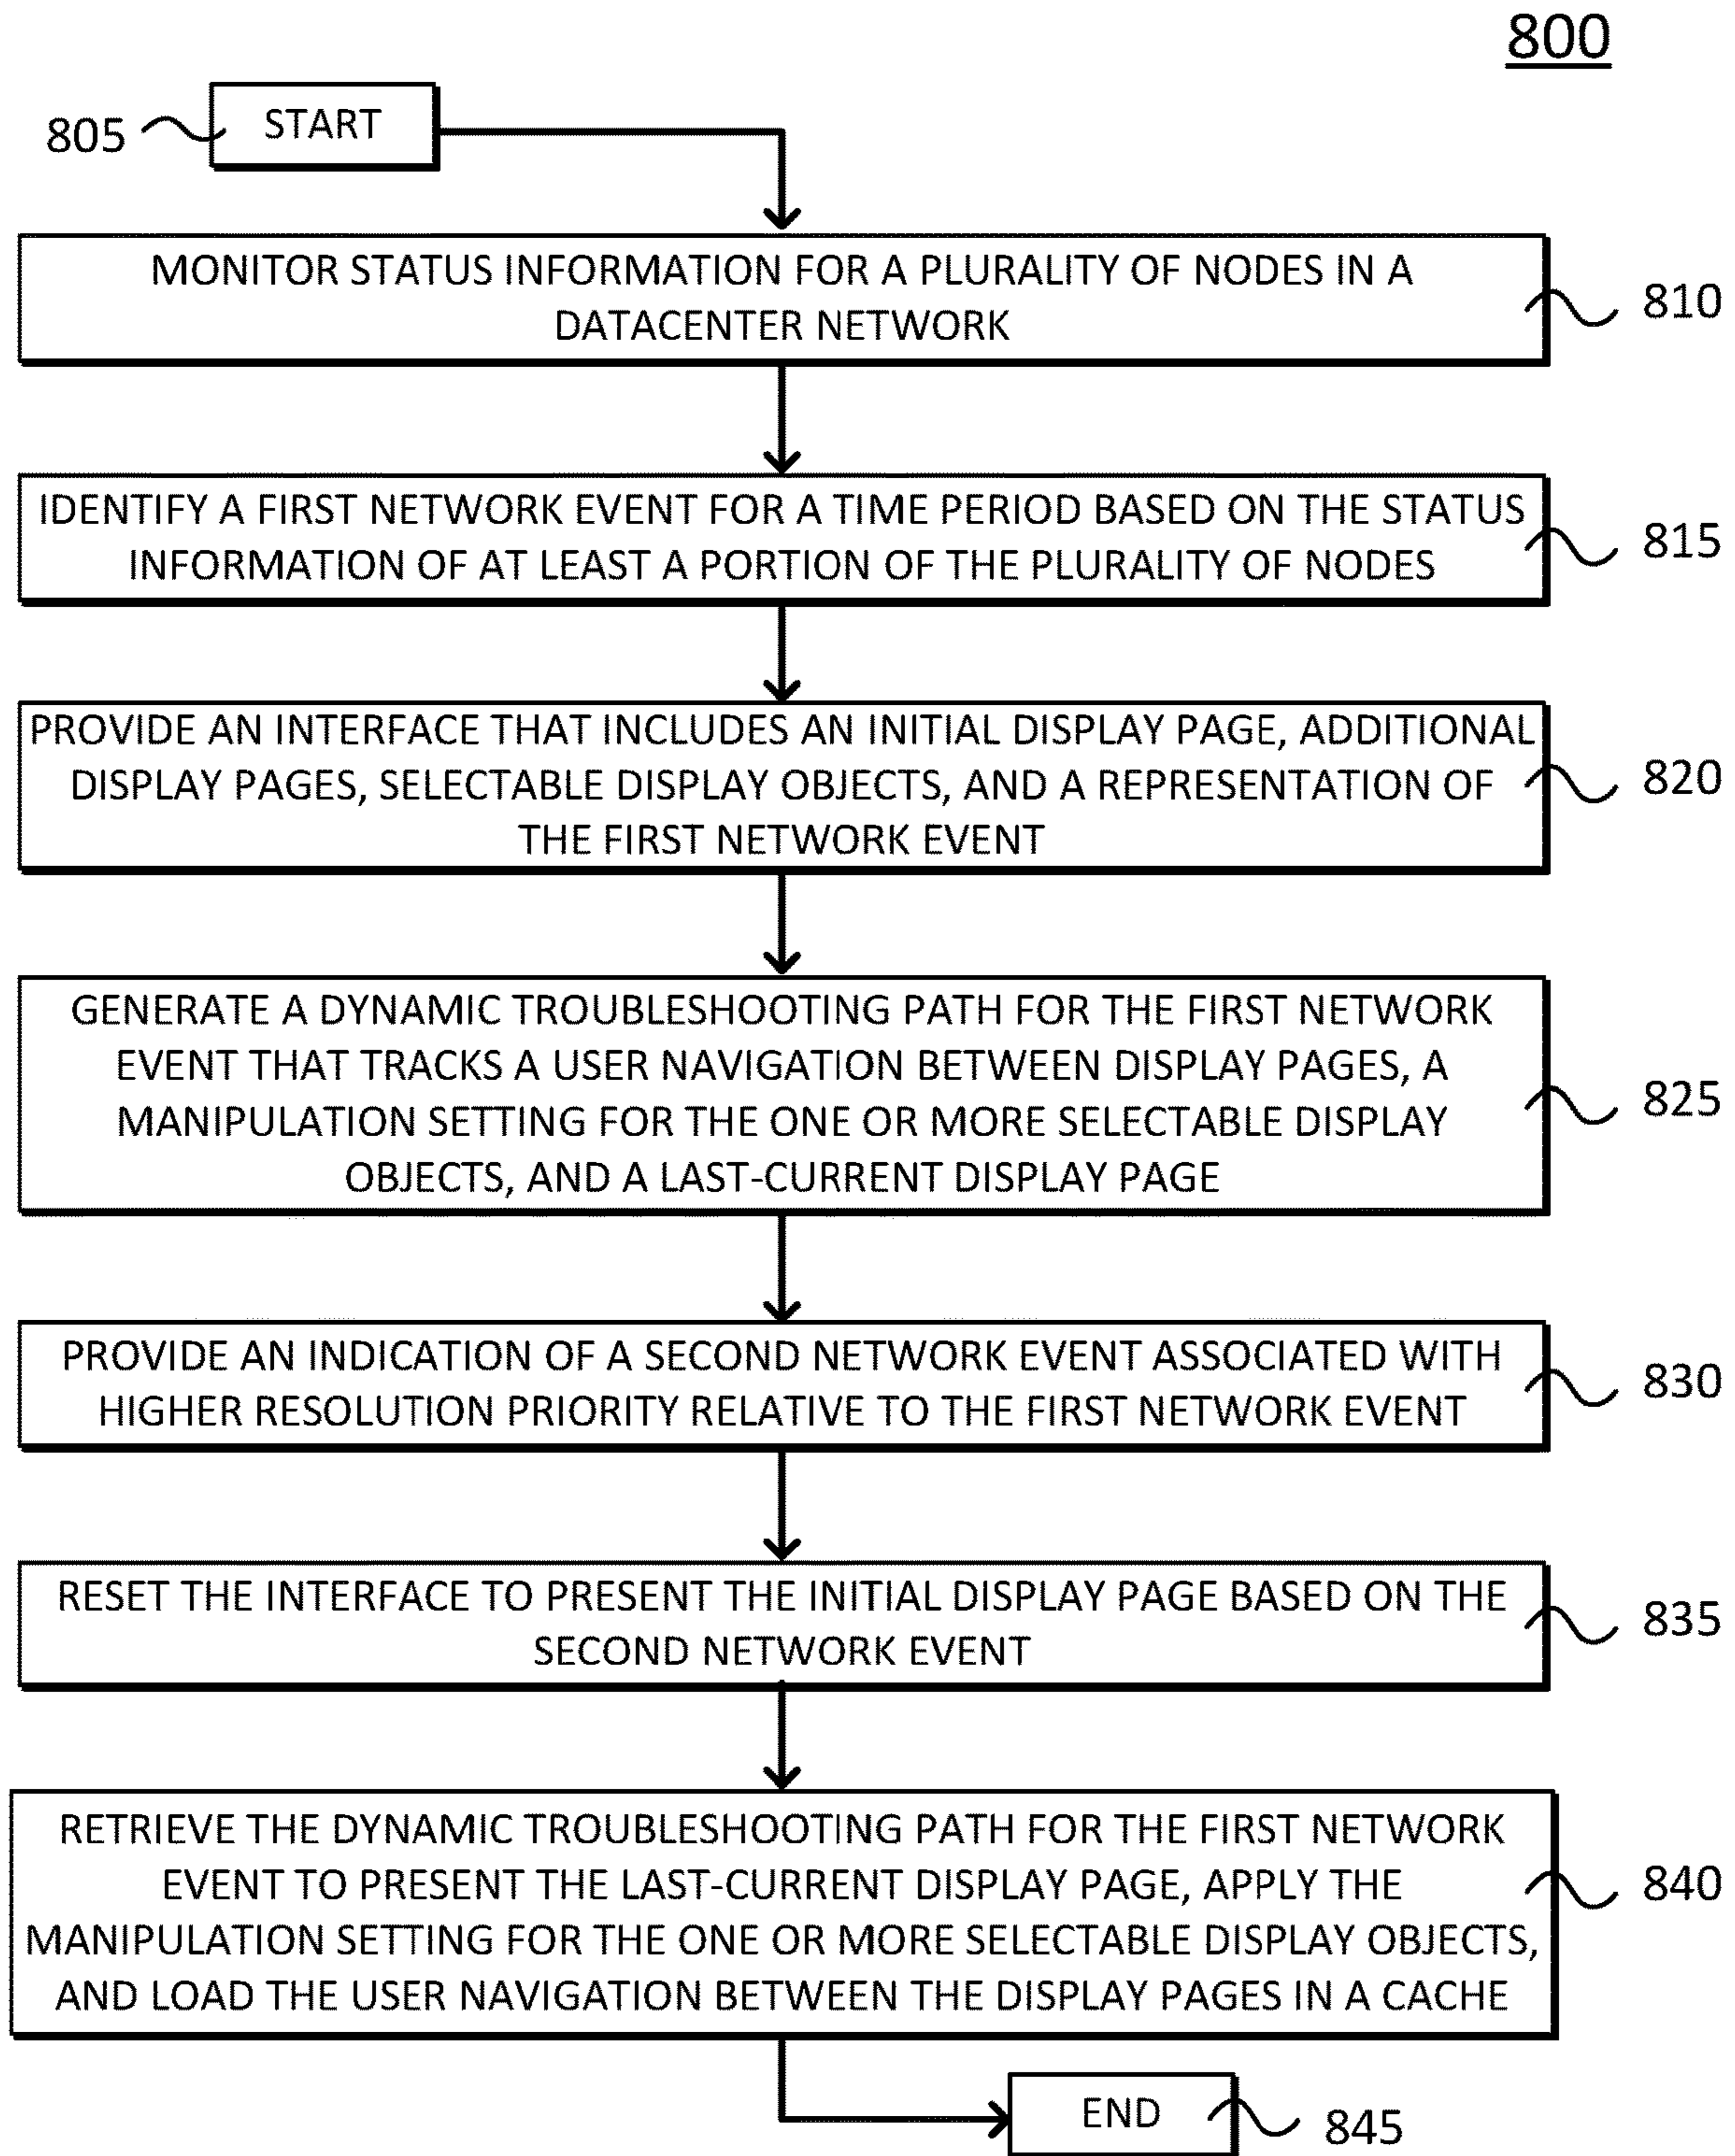 800
805
START
MONITOR STATUS INFORMATION FOR A PLURALITY OF NODES IN A
DATACENTER NETWORK
810
IDENTIFY A FIRST NETWORK EVENT FOR A TIME PERIOD BASED ON THE STATUS
INFORMATION OF AT LEAST A PORTION OF THE PLURALITY OF NODES
815
PROVIDE AN INTERFACE THAT INCLUDES AN INITIAL DISPLAY PAGE, ADDITIONAL
DISPLAY PAGES, SELECTABLE DISPLAY OBJECTS, AND A REPRESENTATION OF
THE FIRST NETWORK EVENT
820
GENERATE A DYNAMIC TROUBLESHOOTING PATH FOR THE FIRST NETWORK
EVENT THAT TRACKS A USER NAVIGATION BETWEEN DISPLAY PAGES, A
MANIPULATION SETTING FOR THE ONE OR MORE SELECTABLE DISPLAY
OBJECTS, AND A LAST-CURRENT DISPLAY PAGE
825
PROVIDE AN INDICATION OF A SECOND NETWORK EVENT ASSOCIATED WITH
HIGHER RESOLUTION PRIORITY RELATIVE TO THE FIRST NETWORK EVENT
830
RESET THE INTERFACE TO PRESENT THE INITIAL DISPLAY PAGE BASED ON THE
SECOND NETWORK EVENT
835
RETRIEVE THE DYNAMIC TROUBLESHOOTING PATH FOR THE FIRST NETWORK
EVENT TO PRESENT THE LAST-CURRENT DISPLAY PAGE, APPLY THE
MANIPULATION SETTING FOR THE ONE OR MORE SELECTABLE DISPLAY OBJECTS,
AND LOAD THE USER NAVIGATION BETWEEN THE DISPLAY PAGES IN A CACHE
840
END
845